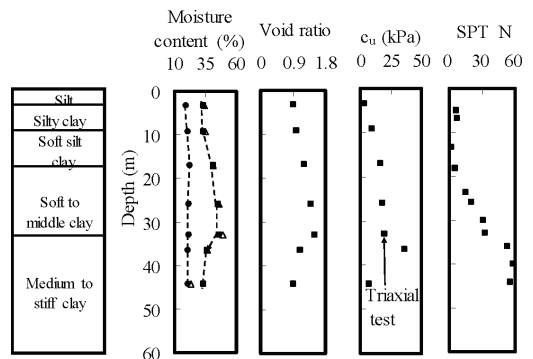 Moisture
content (%)
10 35 60
Void ratio
0 0.9 1.8
cu (kPa)
0 25 50
SPT N
0 30 60
Silt
Silty clay
Soft silt
clay
Soft to
middle clay
Medium to
stiff clay
Depth (m)
0
10
20
30
40
50
60
Triaxial
test